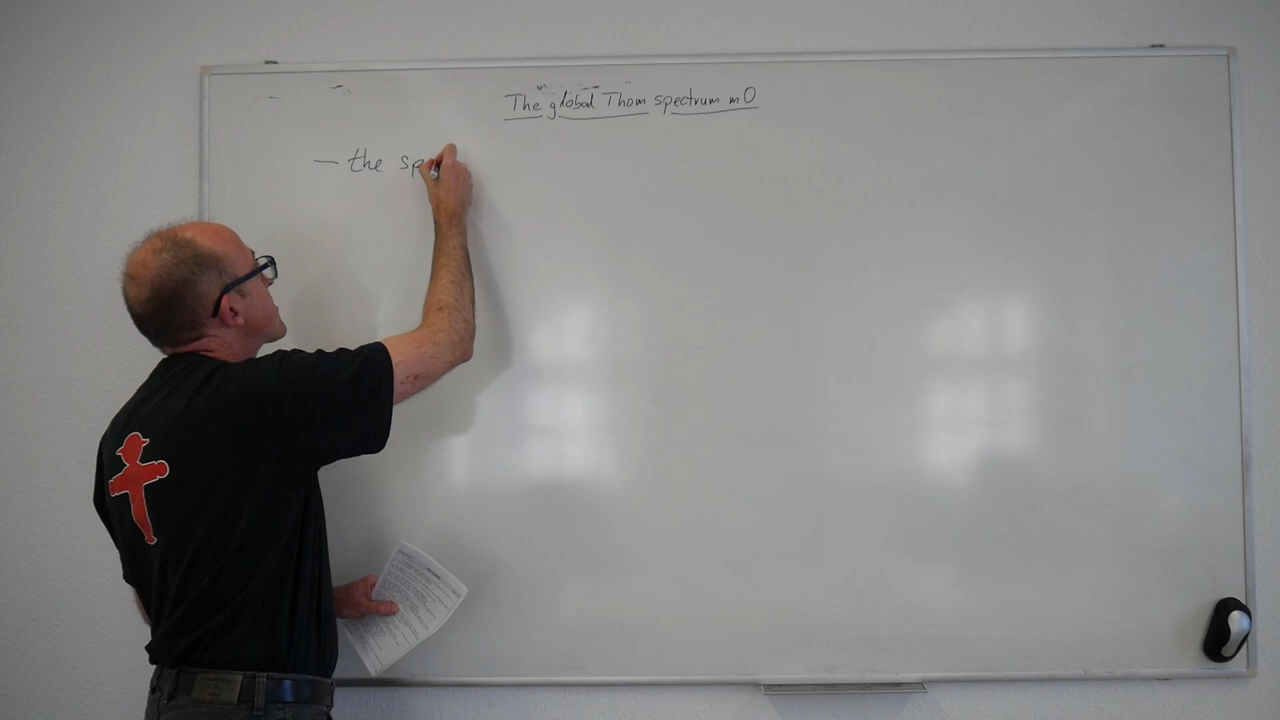 The global Thom spectrum mO
— the sp